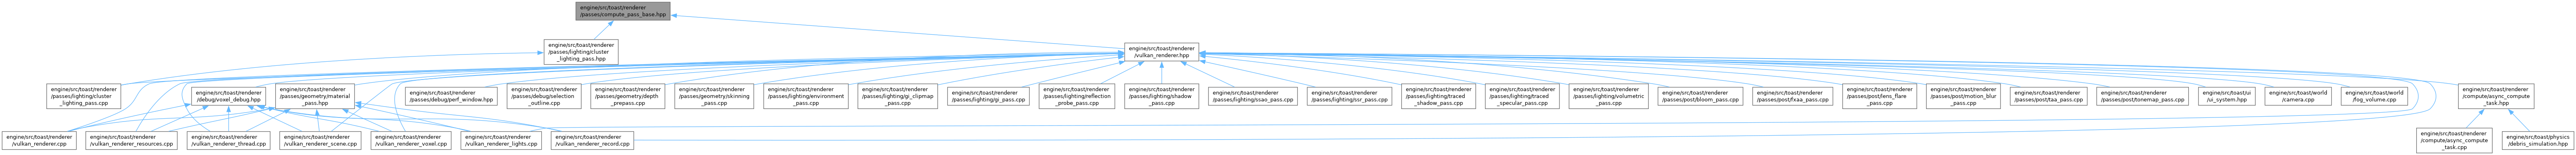 engine/src/toast/renderer
/passes/compute_pass_base.hpp
engine/src/toast/renderer
/passes/lighting/cluster
_lighting_pass.hpp
engine/src/toast/renderer
/vulkan_renderer.hpp
engine/src/toast/renderer
/passes/lighting/cluster
_lighting_pass.cpp
engine/src/toast/renderer
/debug/voxel_debug.hpp
engine/src/toast/renderer
/passes/geometry/material
_pass.hpp
engine/src/toast/renderer
/passes/debug/perf_window.hpp
engine/src/toast/renderer
/passes/debug/selection
_outline.cpp
engine/src/toast/renderer
/passes/geometry/depth
_prepass.cpp
engine/src/toast/renderer
/passes/geometry/skinning
_pass.cpp
engine/src/toast/renderer
/passes/lighting/environment
_pass.cpp
engine/src/toast/renderer
/passes/lighting/gi_clipmap
_pass.cpp
engine/src/toast/renderer
/passes/lighting/gi_pass.cpp
engine/src/toast/renderer
/passes/lighting/reflection
_probe_pass.cpp
engine/src/toast/renderer
/passes/lighting/shadow
_pass.cpp
engine/src/toast/renderer
/passes/lighting/ssao_pass.cpp
engine/src/toast/renderer
/passes/lighting/ssr_pass.cpp
engine/src/toast/renderer
/passes/lighting/traced
_shadow_pass.cpp
engine/src/toast/renderer
/passes/lighting/traced
_specular_pass.cpp
engine/src/toast/renderer
/passes/lighting/volumetric
_pass.cpp
engine/src/toast/renderer
/passes/post/bloom_pass.cpp
engine/src/toast/renderer
/passes/post/fxaa_pass.cpp
engine/src/toast/renderer
/passes/post/lens_flare
_pass.cpp
engine/src/toast/renderer
/passes/post/motion_blur
_pass.cpp
engine/src/toast/renderer
/passes/post/taa_pass.cpp
engine/src/toast/renderer
/passes/post/tonemap_pass.cpp
engine/src/toast/ui
/ui_system.hpp
engine/src/toast/world
/camera.cpp
engine/src/toast/world
/fog_volume.cpp
engine/src/toast/renderer
/compute/async_compute
_task.hpp
engine/src/toast/renderer
/vulkan_renderer.cpp
engine/src/toast/renderer
/vulkan_renderer_resources.cpp
engine/src/toast/renderer
/vulkan_renderer_thread.cpp
engine/src/toast/renderer
/vulkan_renderer_scene.cpp
engine/src/toast/renderer
/vulkan_renderer_voxel.cpp
engine/src/toast/renderer
/vulkan_renderer_lights.cpp
engine/src/toast/renderer
/vulkan_renderer_record.cpp
engine/src/toast/renderer
/compute/async_compute
_task.cpp
engine/src/toast/physics
/debris_simulation.hpp